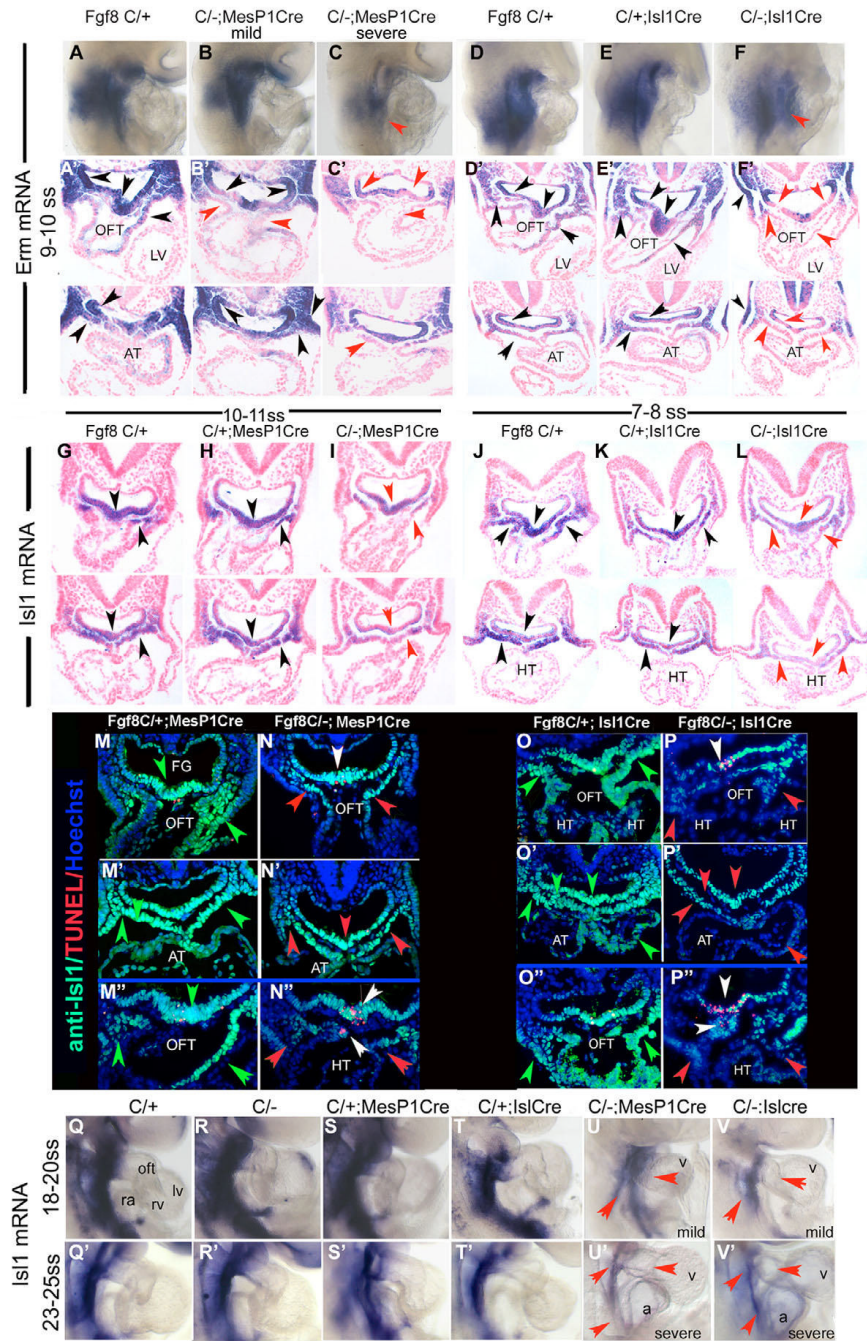 Fgf8 C/+ C/-;MesP1Cre mild C/-;MesP1Cre severe Fgf8 C/+ C/+;Isl1Cre C/-;Isl1Cre
A B C D E F
Erm mRNA
9-10 ss
A' B' C' D' E' F'
OFT LV OFT LV OFT LV OFT LV
AT AT AT AT
10-11ss 7-8 ss
Fgf8 C/+ C/+;MesP1Cre C/-;MesP1Cre Fgf8 C/+ C/+;Isl1Cre C/-;Isl1Cre
Isl1 mRNA
G H I J K L
HT HT HT
Fgf8C/+;MesP1Cre Fgf8C/-; MesP1Cre Fgf8C/+; Isl1Cre Fgf8C/-; Isl1Cre
anti-Isl1/TUNEL/Hoechst
M FG OFT N OFT O OFT HT HT P OFT HT HT
M' AT N' AT O' AT P' AT
M'' OFT N'' HT O'' OFT P'' HT
C/+ C/- C/+;MesP1Cre C/+;IslCre C/-;MesP1Cre C/-;Islcre
Isl1 mRNA
18-20ss
Q oft ra rv lv R S T U v mild V v mild
23-25ss
Q' R' S' T' U' v a severe V' v a severe